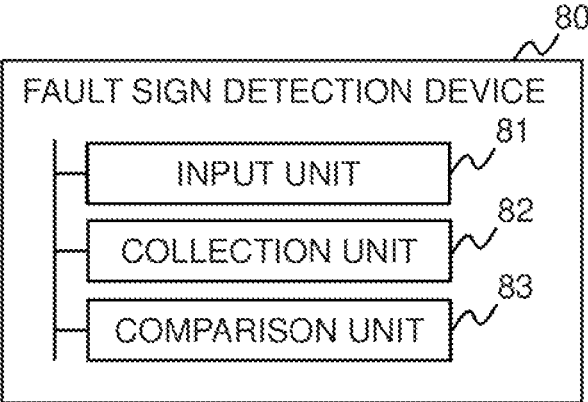 80
FAULT SIGN DETECTION DEVICE
81
INPUT UNIT
82
COLLECTION UNIT
83
COMPARISON UNIT